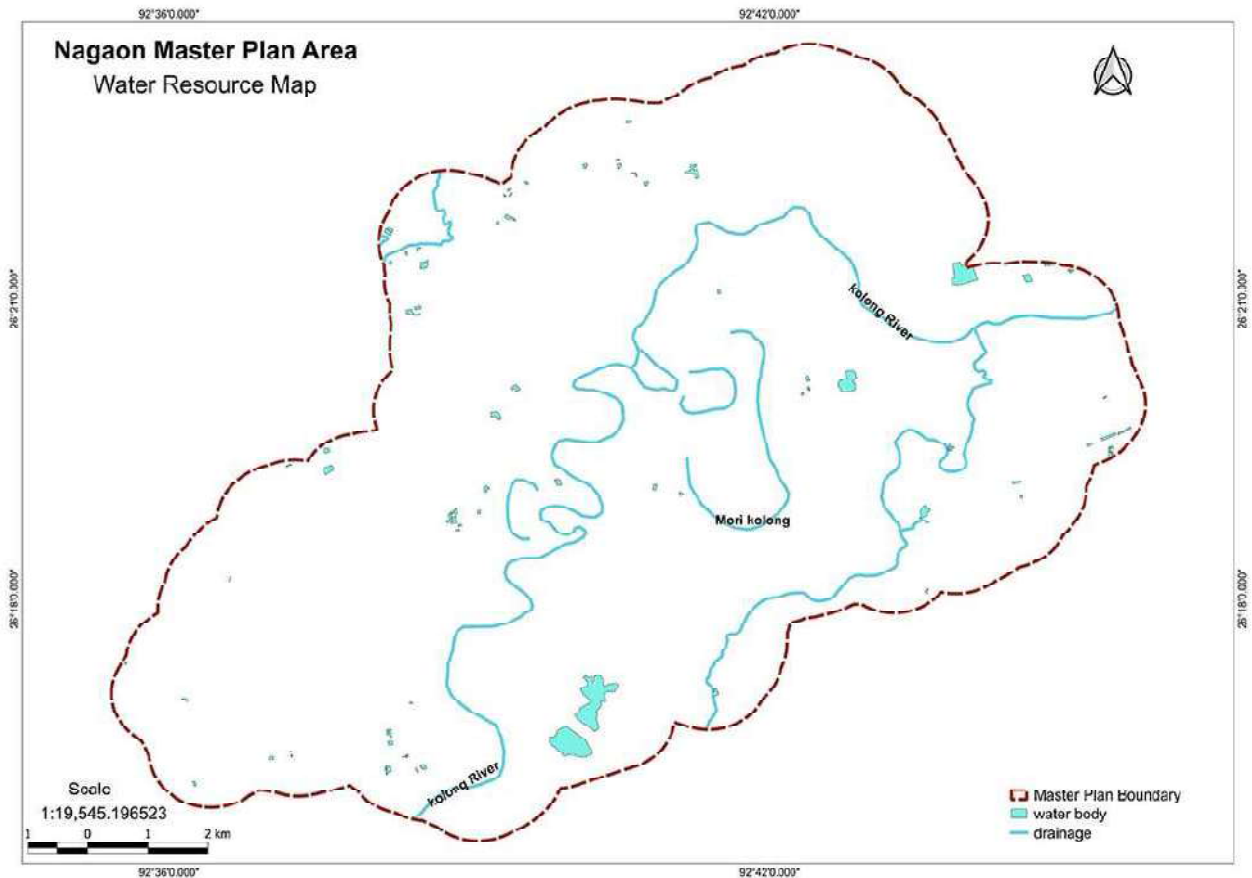 92°36'0.000"
92°42'0.000"
Nagaon Master Plan Area
Water Resource Map
26°21'0.000"
26°21'0.000"
kolong River
Mori kolong
26°18'0.000"
26°18'0.000"
kolong River
Scale
1:19,545.196523
1 0 1 2 km
Master Plan Boundary
water body
drainage
92°36'0.000"
92°42'0.000"